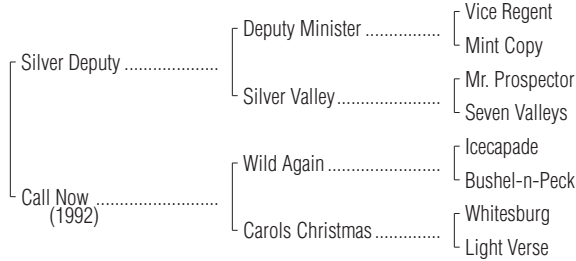 Vice Regent
Deputy Minister ..................
Mint Copy
Silver Deputy ....................
Mr. Prospector
Silver Valley......................
Seven Valleys
Icecapade
Wild Again ........................
Bushel-n-Peck
Call Now ..........................
(1992)
Whitesburg
Carols Christmas ..............
Light Verse